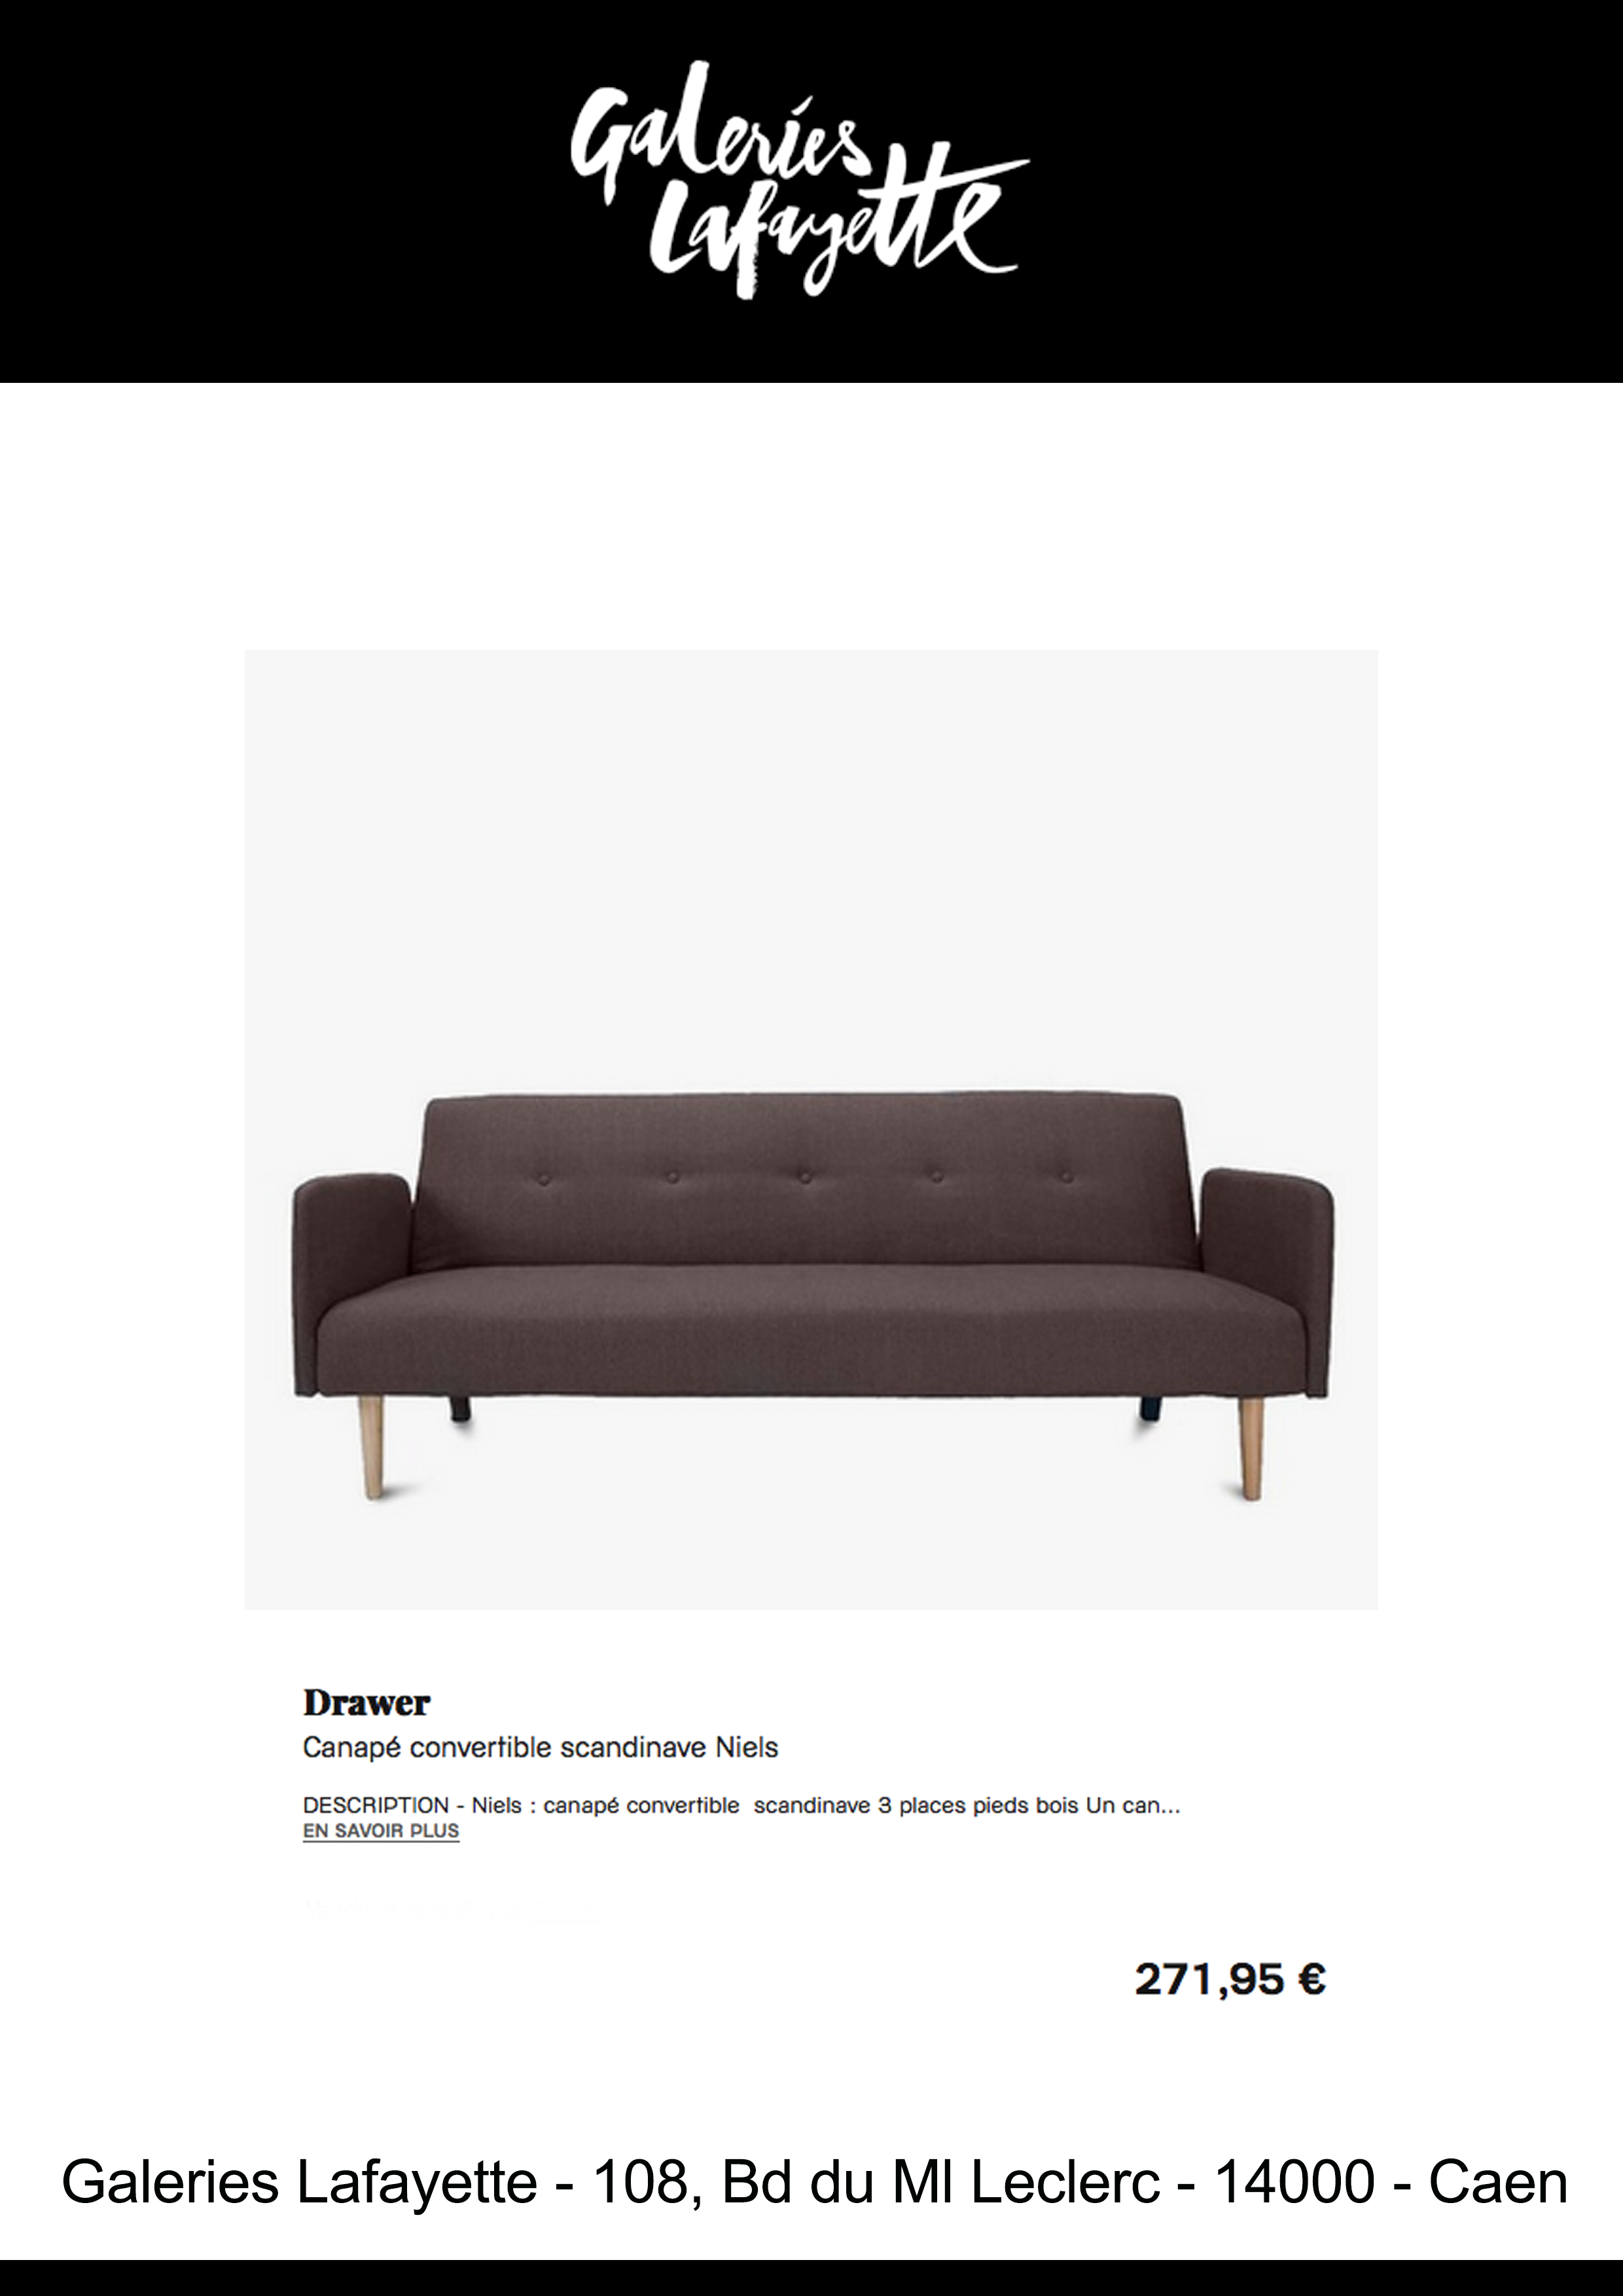 Galeries
Lafayette
Drawer
Canapé convertible scandinave Niels
DESCRIPTION - Niels : canapé convertible  scandinave 3 places pieds bois Un can...
EN SAVOIR PLUS
271,95 €
Galeries Lafayette - 108, Bd du Ml Leclerc - 14000 - Caen